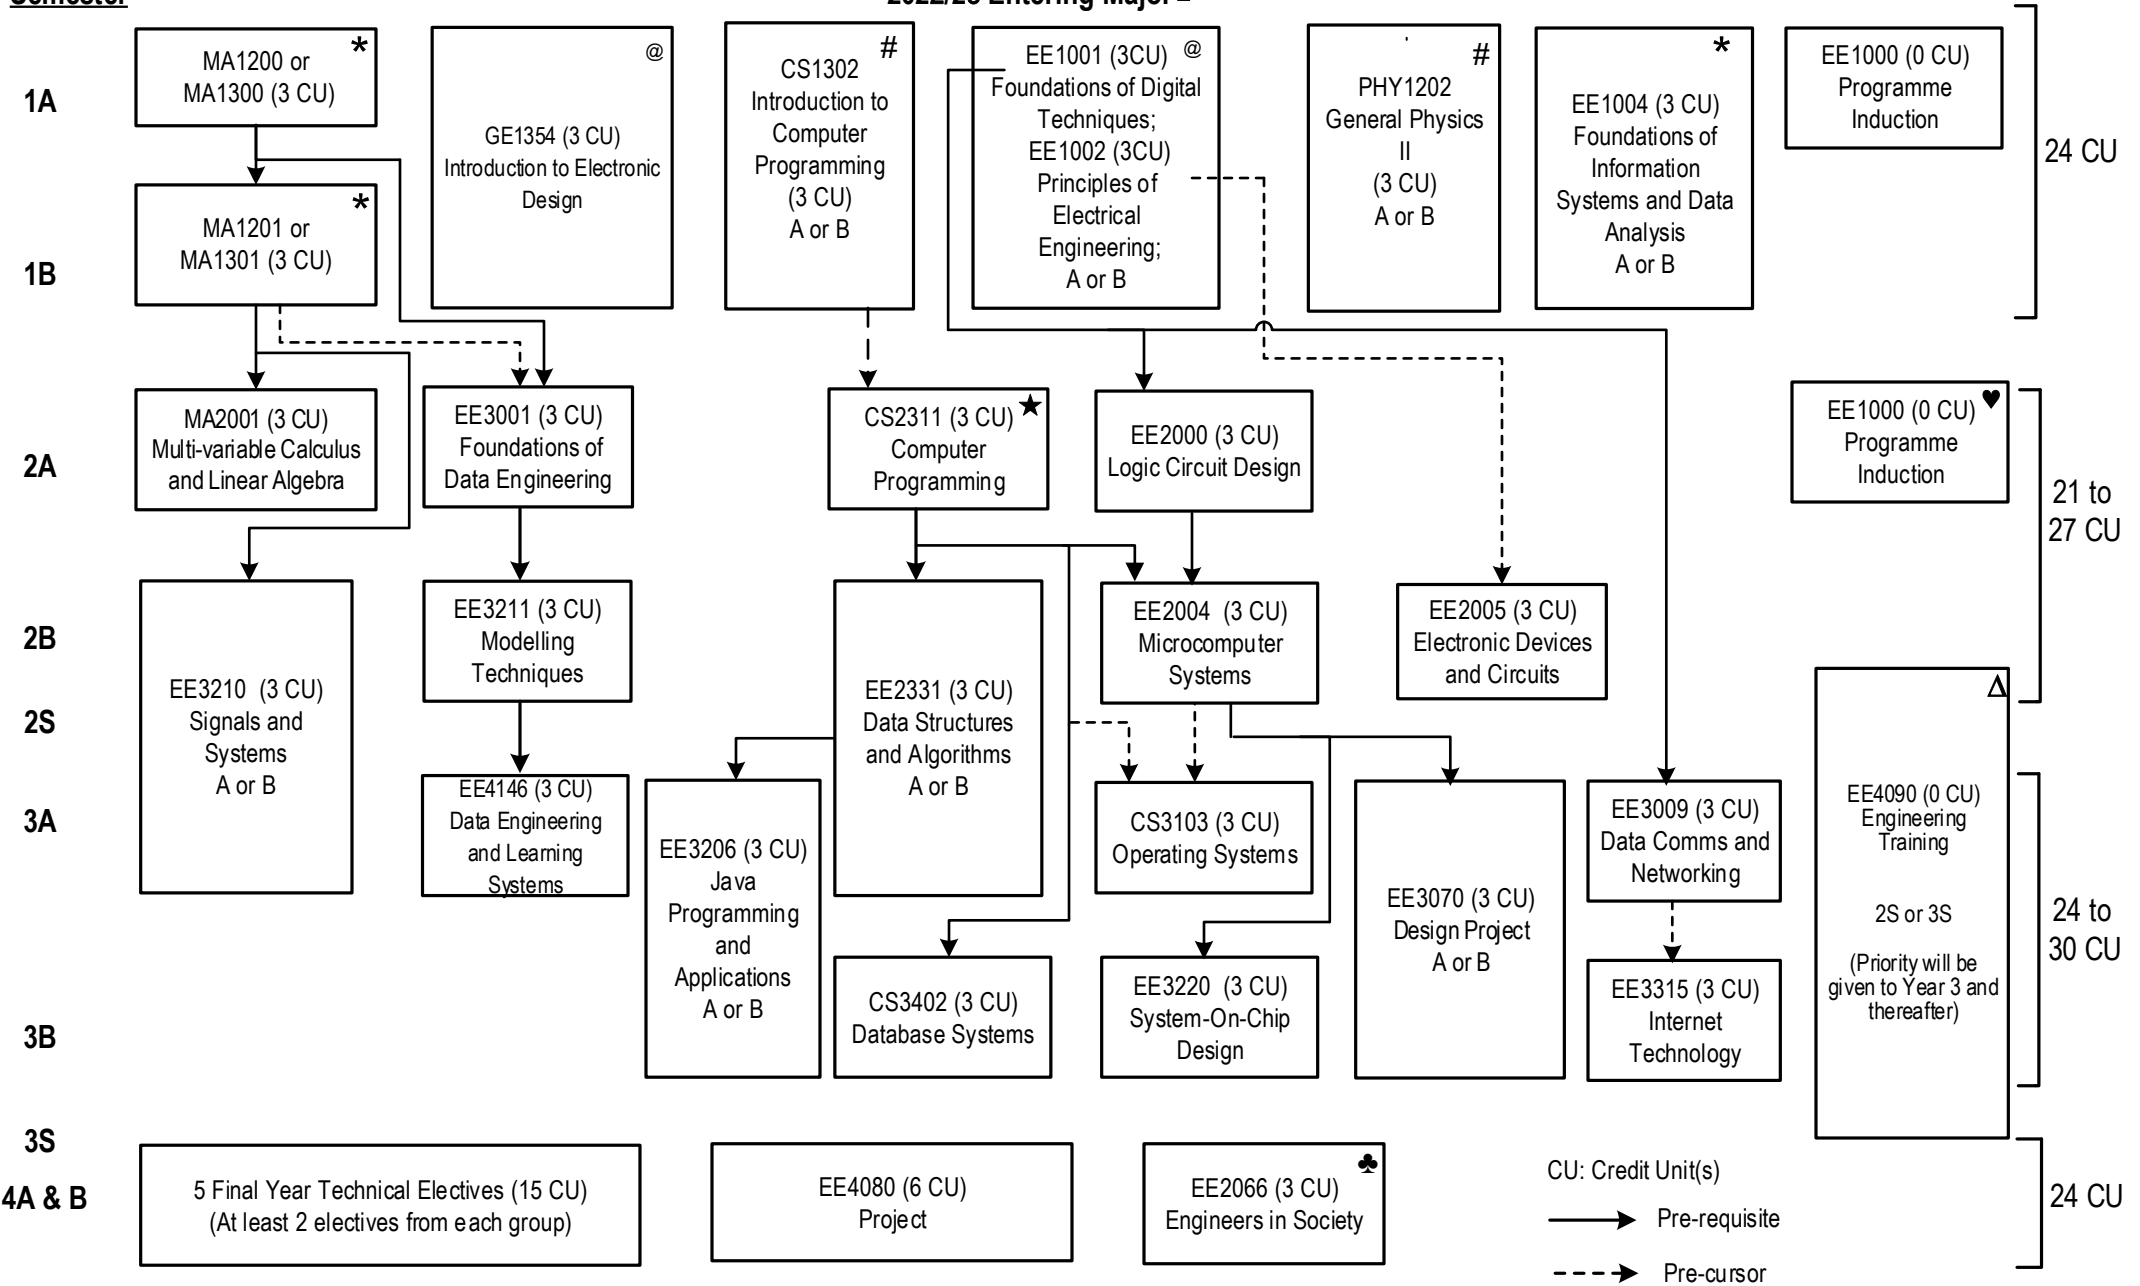 Semester
2022/23 Entering Major –
1A
MA1200 or
MA1300 (3 CU)
*
GE1354 (3 CU)
Introduction to Electronic
Design
@
CS1302
Introduction to
Computer
Programming
(3 CU)
A or B
#
EE1001 (3CU)
Foundations of Digital
Techniques;
EE1002 (3CU)
Principles of
Electrical
Engineering;
A or B
@
PHY1202
General Physics
II
(3 CU)
A or B
#
EE1004 (3 CU)
Foundations of
Information
Systems and Data
Analysis
A or B
*
EE1000 (0 CU)
Programme
Induction
24 CU
1B
MA1201 or
MA1301 (3 CU)
*
2A
MA2001 (3 CU)
Multi-variable Calculus
and Linear Algebra
EE3001 (3 CU)
Foundations of
Data Engineering
CS2311 (3 CU)
Computer
Programming
★
EE2000 (3 CU)
Logic Circuit Design
EE1000 (0 CU)
Programme
Induction
♥
21 to
27 CU
2B
2S
EE3210 (3 CU)
Signals and
Systems
A or B
EE3211 (3 CU)
Modelling
Techniques
EE2331 (3 CU)
Data Structures
and Algorithms
A or B
EE2004 (3 CU)
Microcomputer
Systems
EE2005 (3 CU)
Electronic Devices
and Circuits
3A
EE4146 (3 CU)
Data Engineering
and Learning
Systems
EE3206 (3 CU)
Java
Programming
and
Applications
A or B
CS3103 (3 CU)
Operating Systems
EE3070 (3 CU)
Design Project
A or B
EE3009 (3 CU)
Data Comms and
Networking
Δ
EE4090 (0 CU)
Engineering
Training
2S or 3S
(Priority will be
given to Year 3 and
thereafter)
24 to
30 CU
3B
CS3402 (3 CU)
Database Systems
EE3220 (3 CU)
System-On-Chip
Design
EE3315 (3 CU)
Internet
Technology
3S
4A & B
5 Final Year Technical Electives (15 CU)
(At least 2 electives from each group)
EE4080 (6 CU)
Project
EE2066 (3 CU)
Engineers in Society
♣
CU: Credit Unit(s)
Pre-requisite
Pre-cursor
24 CU